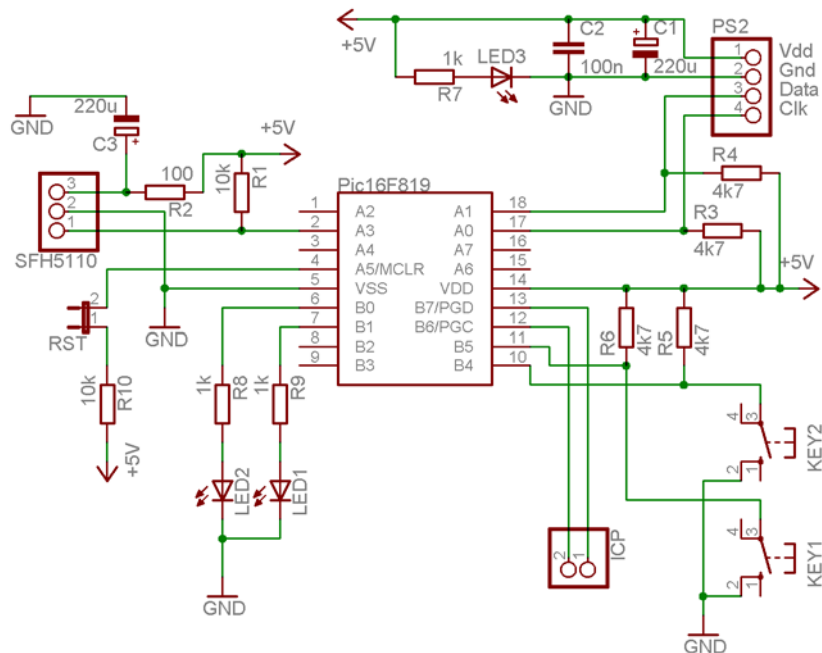 C2
C1
PS2
+5V
1k
LED3
+
1
Vdd
R7
100n
220u
2
Gnd
GND
3
Data
4
Clk
220u
GND
C3
+
+5V
R4
100
10k
R1
4k7
3
R2
Pic16F819
2
1
A2
A1
18
R3
1
2
A3
A0
17
4k7
SFH5110
3
A4
A7
16
4
A5/MCLR
A6
15
+5V
5
VSS
VDD
14
2
6
B0
B7/PGD
13
1
7
B1
B6/PGC
12
RST
GND
8
B2
B5
11
R6
4k7
R5
4k7
9
B3
B4
10
10k
R10
1k
R8
1k
R9
4
3
KEY2
+5V
LED2
LED1
2
1
ICP
4
3
2
1
KEY1
2
1
GND
GND